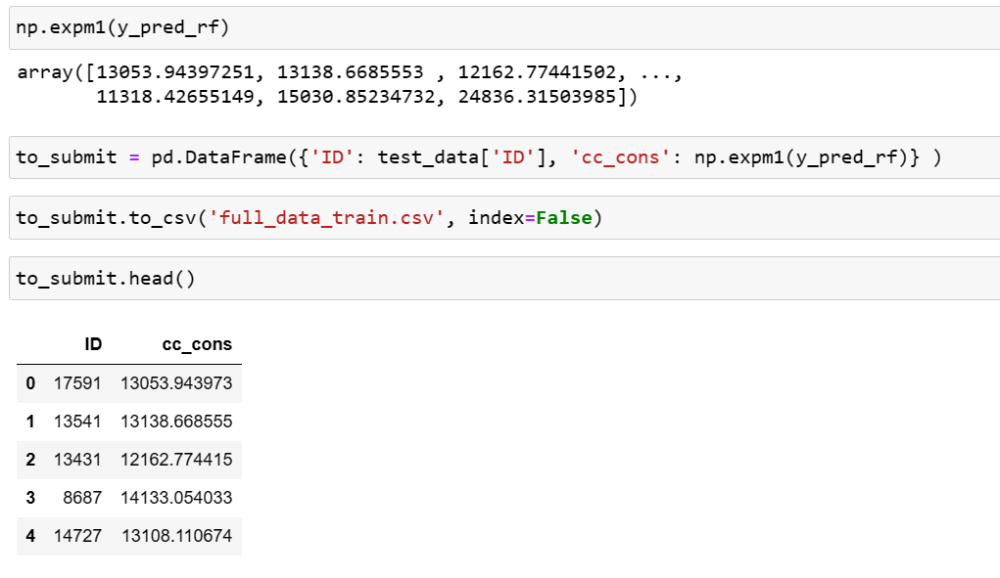 np.expm1(y_pred_rf)
array([13053.94397251, 13138.6685553 , 12162.77441502, ...,
       11318.42655149, 15030.85234732, 24836.31503985])
to_submit = pd.DataFrame({'ID': test_data['ID'], 'cc_cons': np.expm1(y_pred_rf)} )
to_submit.to_csv('full_data_train.csv', index=False)
to_submit.head()
ID cc_cons
0 17591 13053.943973
1 13541 13138.668555
2 13431 12162.774415
3 8687 14133.054033
4 14727 13108.110674